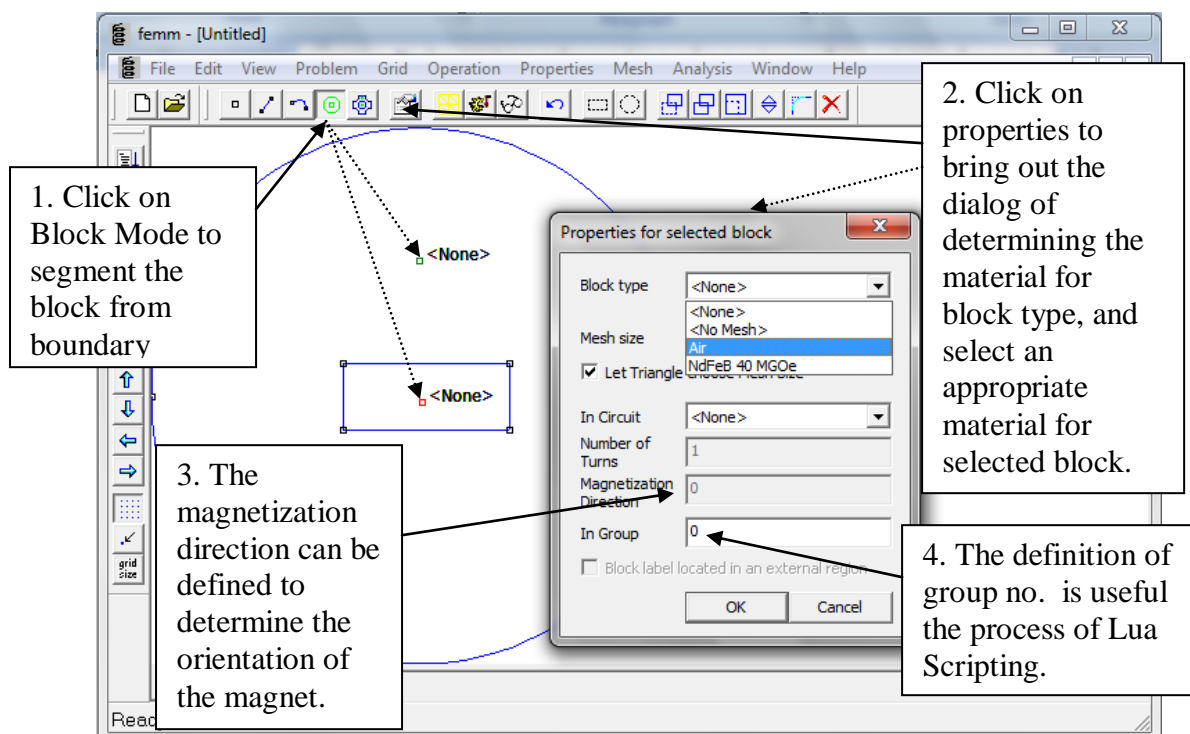 femm - [Untitled]
File Edit View Problem Grid Operation Properties Mesh Analysis Window Help
1. Click on
Block Mode to
segment the
block from
boundary
2. Click on
properties to
bring out the
dialog of
determining the
material for
block type, and
select an
appropriate
material for
selected block.
<None>
<None>
Properties for selected block
Block type <None>
<None>
<No Mesh>
Air
NdFeB 40 MGOe
Mesh size
Let Triangle choose Mesh Size
In Circuit <None>
Number of
Turns
1
Magnetization
Direction
0
In Group 0
Block label located in an external region
OK Cancel
3. The
magnetization
direction can be
defined to
determine the
orientation of
the magnet.
4. The definition of
group no. is useful
the process of Lua
Scripting.
grid
size